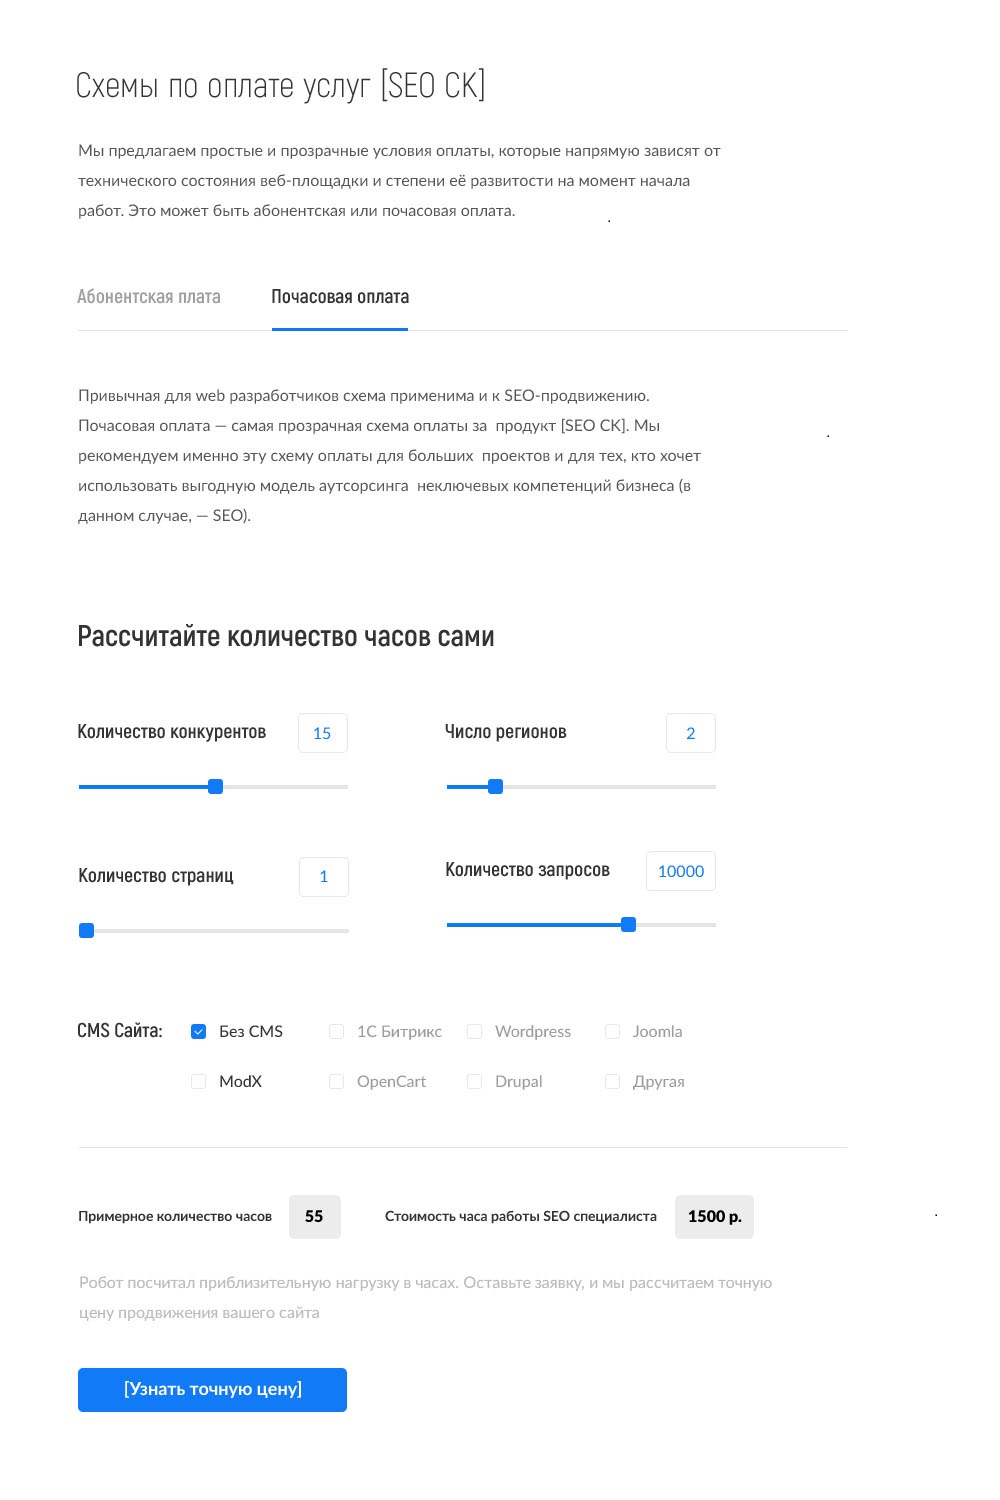 Схемы по оплате услуг [SEO CK]
Мы предлагаем простые и прозрачные условия оплаты, которые напрямую зависят от
технического состояния веб-площадки и степени её развитости на момент начала
работ. Это может быть абонентская или почасовая оплата.
Абонентская плата
Почасовая оплата
Привычная для web разработчиков схема применима и к SEO-продвижению.
Почасовая оплата — самая прозрачная схема оплаты за  продукт [SEO CK]. Мы
рекомендуем именно эту схему оплаты для больших  проектов и для тех, кто хочет
использовать выгодную модель аутсорсинга  неключевых компетенций бизнеса (в
данном случае, — SEO).
Рассчитайте количество часов сами
Количество конкурентов 15
Число регионов 2
Количество страниц 1
Количество запросов 10000
CMS Сайта: Без CMS 1С Битрикс Wordpress Joomla
ModX OpenCart Drupal Другая
Примерное количество часов 55 Стоимость часа работы SEO специалиста 1500 р.
Робот посчитал приблизительную нагрузку в часах. Оставьте заявку, и мы рассчитаем точную
цену продвижения вашего сайта
[Узнать точную цену]